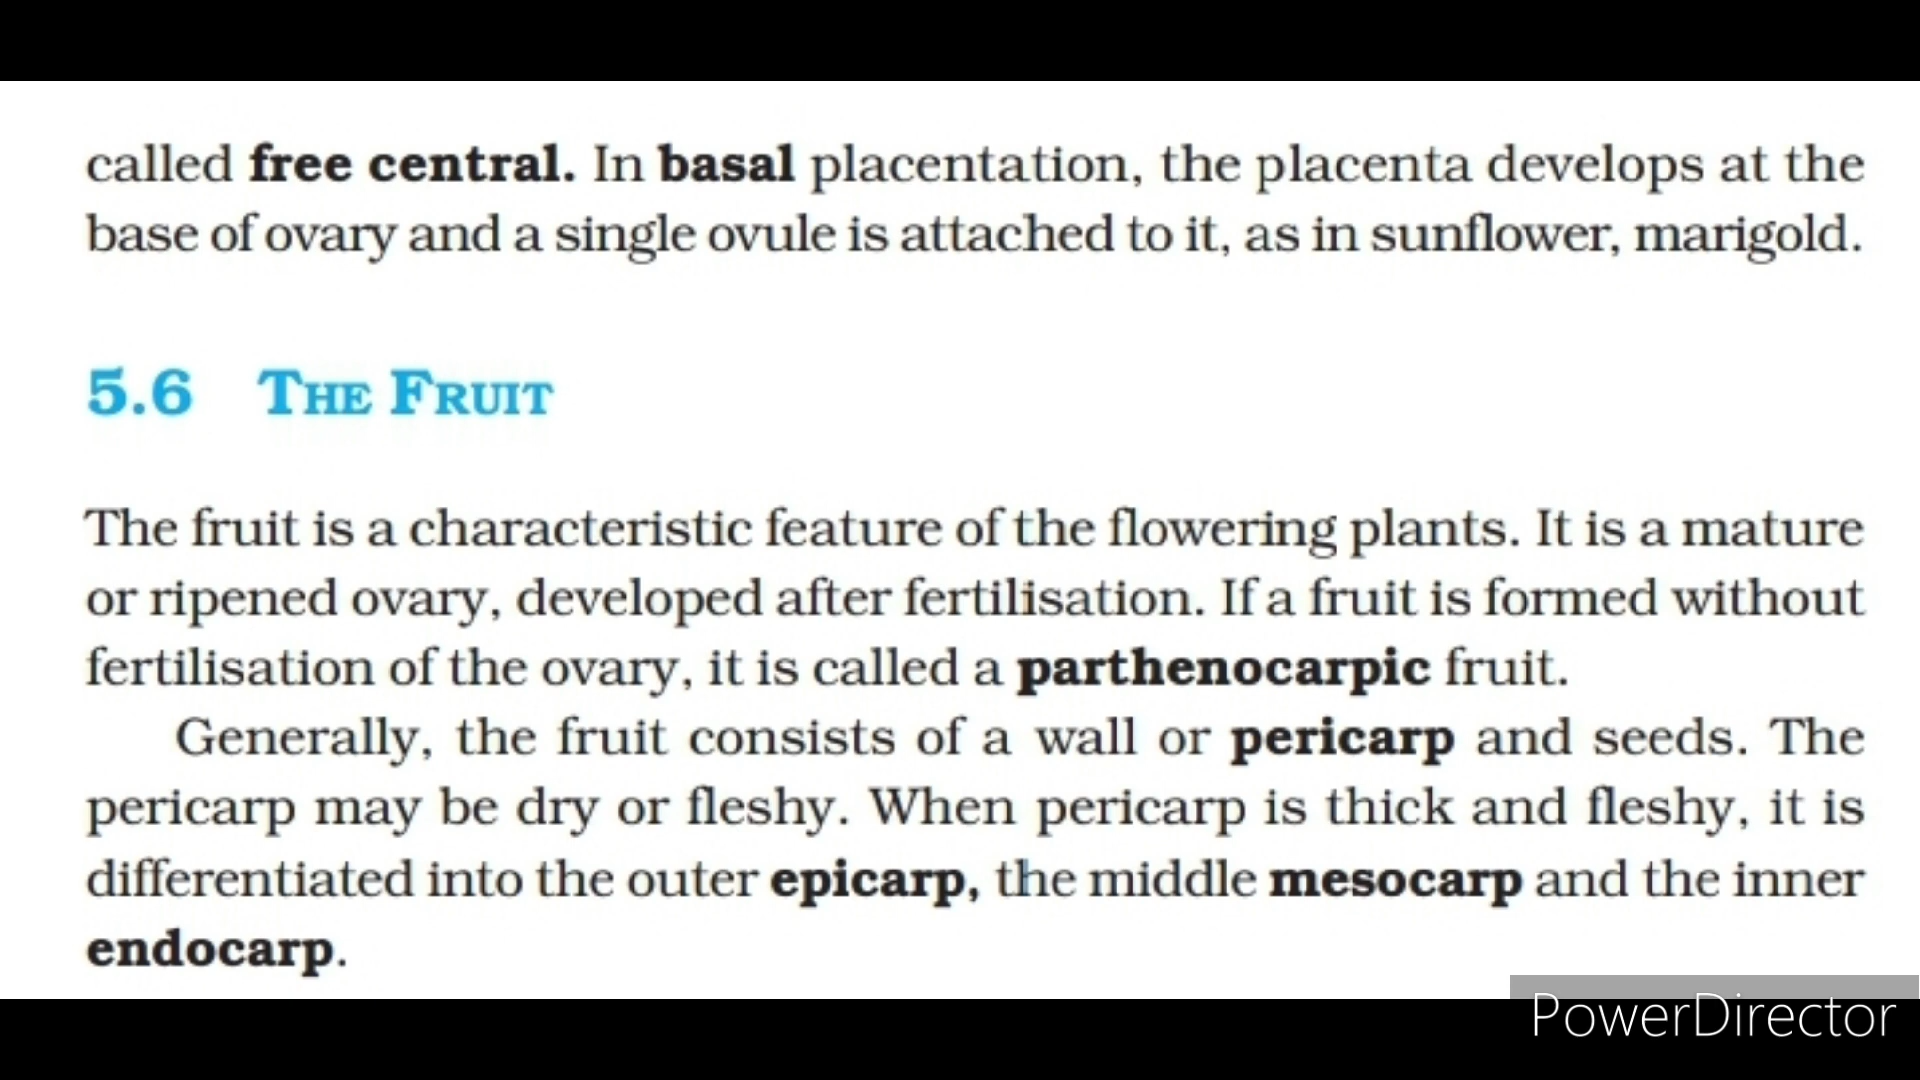 called free central. In basal placentation, the placenta develops at the
base of ovary and a single ovule is attached to it, as in sunflower, marigold.
5.6 The Fruit
The fruit is a characteristic feature of the flowering plants. It is a mature
or ripened ovary, developed after fertilisation. If a fruit is formed without
fertilisation of the ovary, it is called a parthenocarpic fruit.
Generally, the fruit consists of a wall or pericarp and seeds. The
pericarp may be dry or fleshy. When pericarp is thick and fleshy, it is
differentiated into the outer epicarp, the middle mesocarp and the inner
endocarp.
PowerDirector